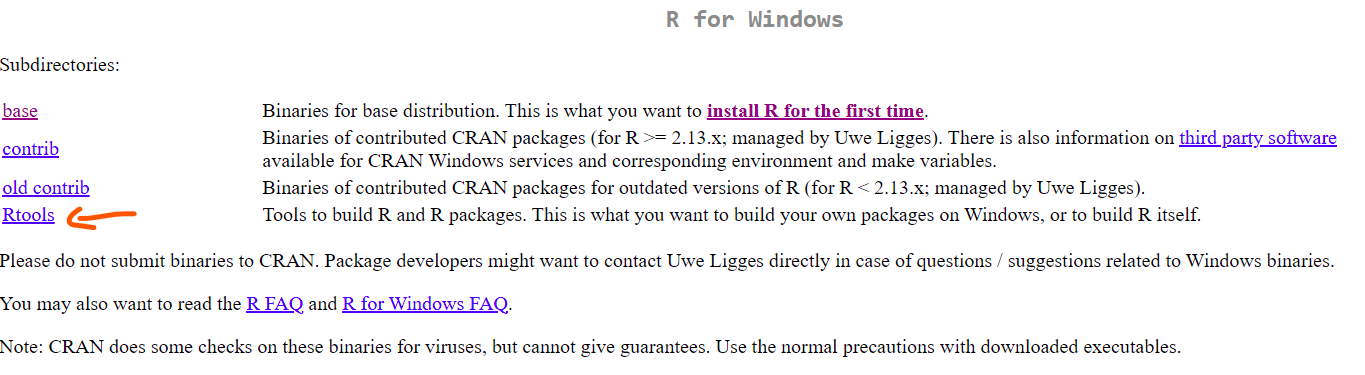 R for Windows
Subdirectories:
base Binaries for base distribution. This is what you want to install R for the first time.
contrib Binaries of contributed CRAN packages (for R >= 2.13.x; managed by Uwe Ligges). There is also information on third party software
available for CRAN Windows services and corresponding environment and make variables.
old contrib Binaries of contributed CRAN packages for outdated versions of R (for R < 2.13.x; managed by Uwe Ligges).
Rtools Tools to build R and R packages. This is what you want to build your own packages on Windows, or to build R itself.
Please do not submit binaries to CRAN. Package developers might want to contact Uwe Ligges directly in case of questions / suggestions related to Windows binaries.
You may also want to read the R FAQ and R for Windows FAQ.
Note: CRAN does some checks on these binaries for viruses, but cannot give guarantees. Use the normal precautions with downloaded executables.